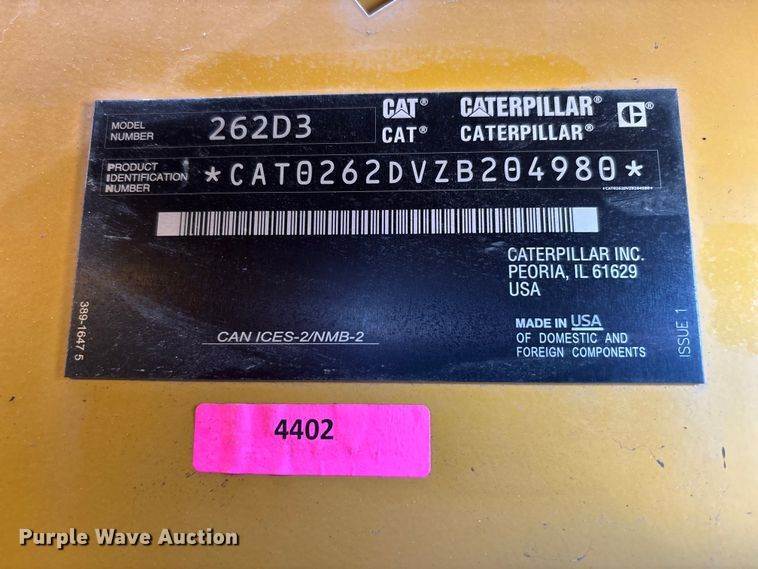 MODEL NUMBER 262D3
CAT® CATERPILLAR® C®
CAT® CATERPILLAR®
PRODUCT IDENTIFICATION NUMBER *CAT0262DVZB204980*
*CAT0262DVZB204980*
CATERPILLAR INC.
PEORIA, IL 61629
USA
MADE IN USA
OF DOMESTIC AND
FOREIGN COMPONENTS
CAN ICES-2/NMB-2
389-1647 5
ISSUE 1
4402
Purple Wave Auction